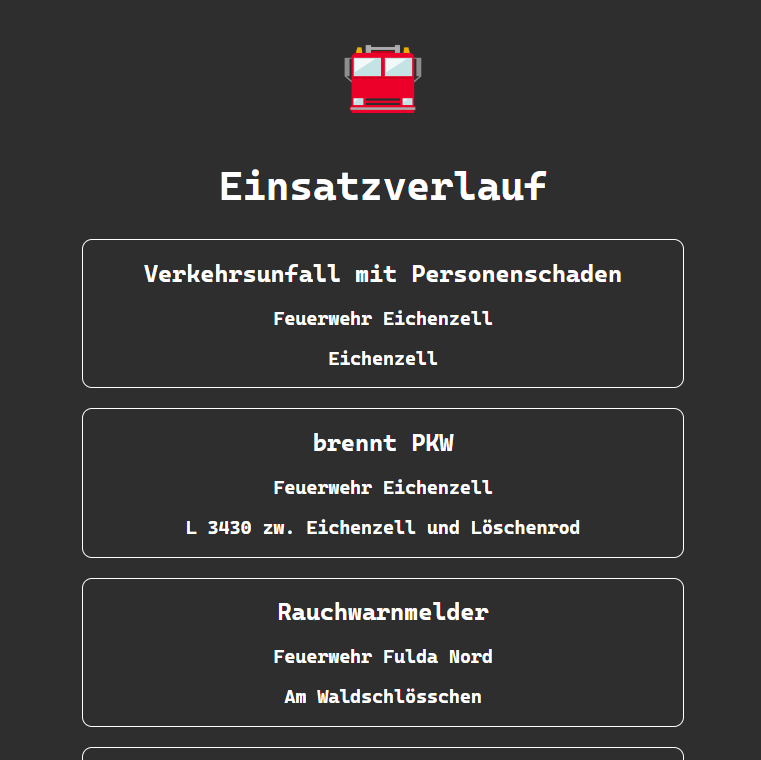 Einsatzverlauf
Verkehrsunfall mit Personenschaden
Feuerwehr Eichenzell
Eichenzell
brennt PKW
Feuerwehr Eichenzell
L 3430 zw. Eichenzell und Löschenrod
Rauchwarnmelder
Feuerwehr Fulda Nord
Am Waldschlösschen